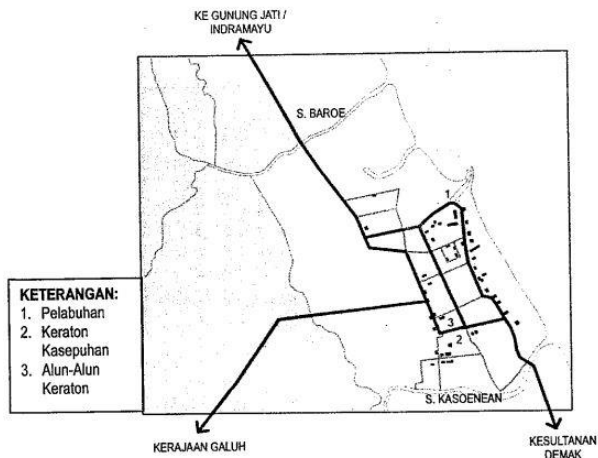 KE GUNUNG JATI /
INDRAMAYU
S. BAROE
1
KETERANGAN:
1. Pelabuhan
2. Keraton
Kasepuhan
3. Alun-Alun
Keraton
3
2
S. KASOENEAN
KERAJAAN GALUH
KESULTANAN
DEMAK